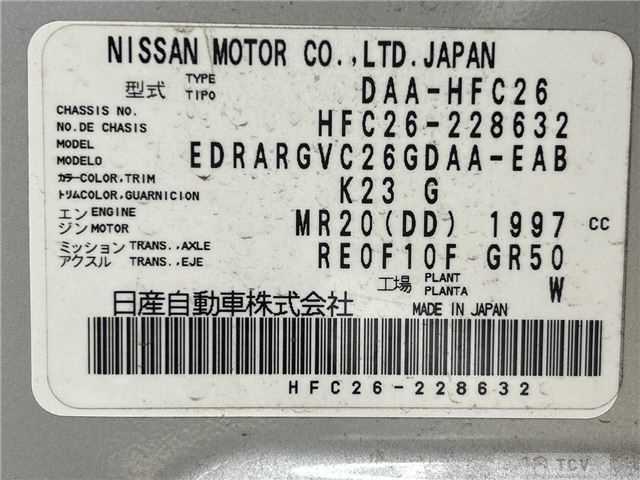 NISSAN MOTOR CO.,LTD.JAPAN
型式 TYPE TIPO DAA-HFC26
CHASSIS NO. NO.DE CHASIS HFC26-228632
MODEL MODELO EDRARGVC26GDAA-EAB
カラーCOLOR,TRIM トリムCOLOR,GUARNICION K23 G
エンジン ENGINE MOTOR MR20(DD) 1997 CC
ミッション TRANS.,AXLE アクスル TRANS.,EJE RE0F10F GR50
工場 PLANT PLANTA W
日産自動車株式会社 MADE IN JAPAN
HFC26-228632
TCV